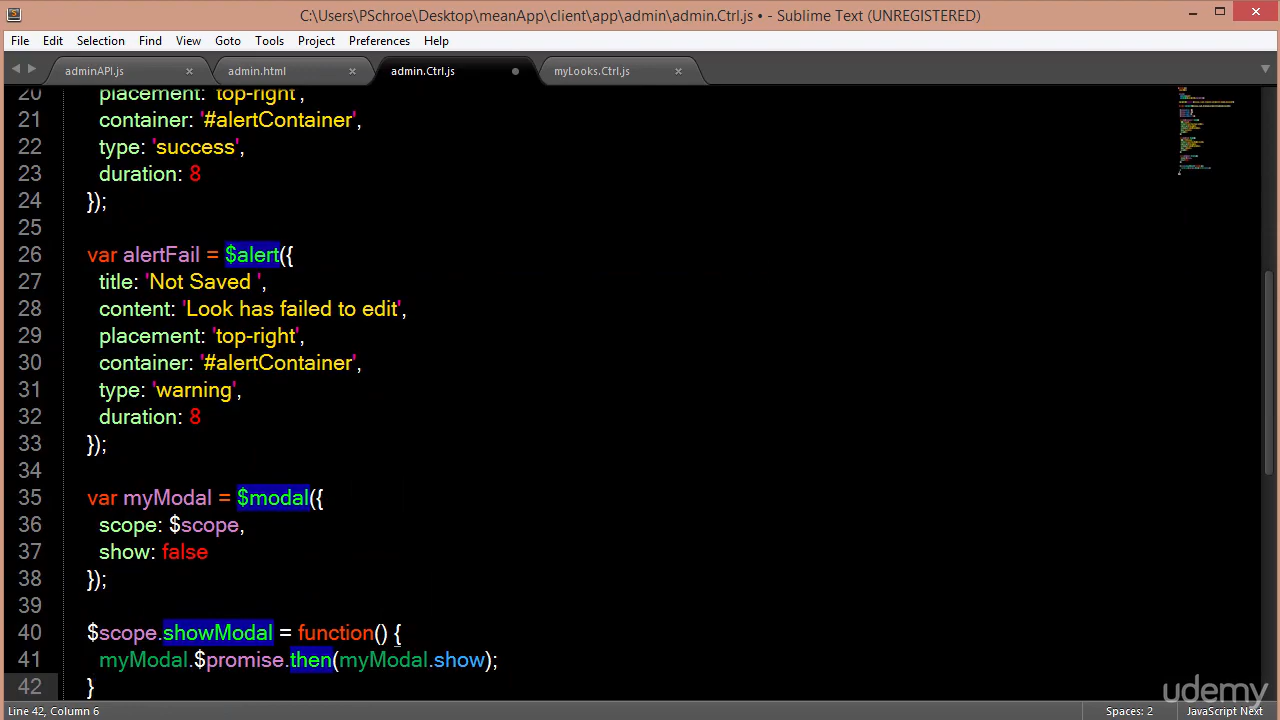 C:\Users\PSchroe\Desktop\meanApp\client\app\admin\admin.Ctrl.js • - Sublime Text (UNREGISTERED)
File Edit Selection Find View Goto Tools Project Preferences Help
adminAPI.js admin.html admin.Ctrl.js myLooks.Ctrl.js
20 placement: 'top-right',
21 container: '#alertContainer',
22 type: 'success',
23 duration: 8
24 });
25
26 var alertFail = $alert({
27 title: 'Not Saved ',
28 content: 'Look has failed to edit',
29 placement: 'top-right',
30 container: '#alertContainer',
31 type: 'warning',
32 duration: 8
33 });
34
35 var myModal = $modal({
36 scope: $scope,
37 show: false
38 });
39
40 $scope.showModal = function() {
41 myModal.$promise.then(myModal.show);
42 }
udemy
Line 42, Column 6 Spaces: 2 JavaScript Next